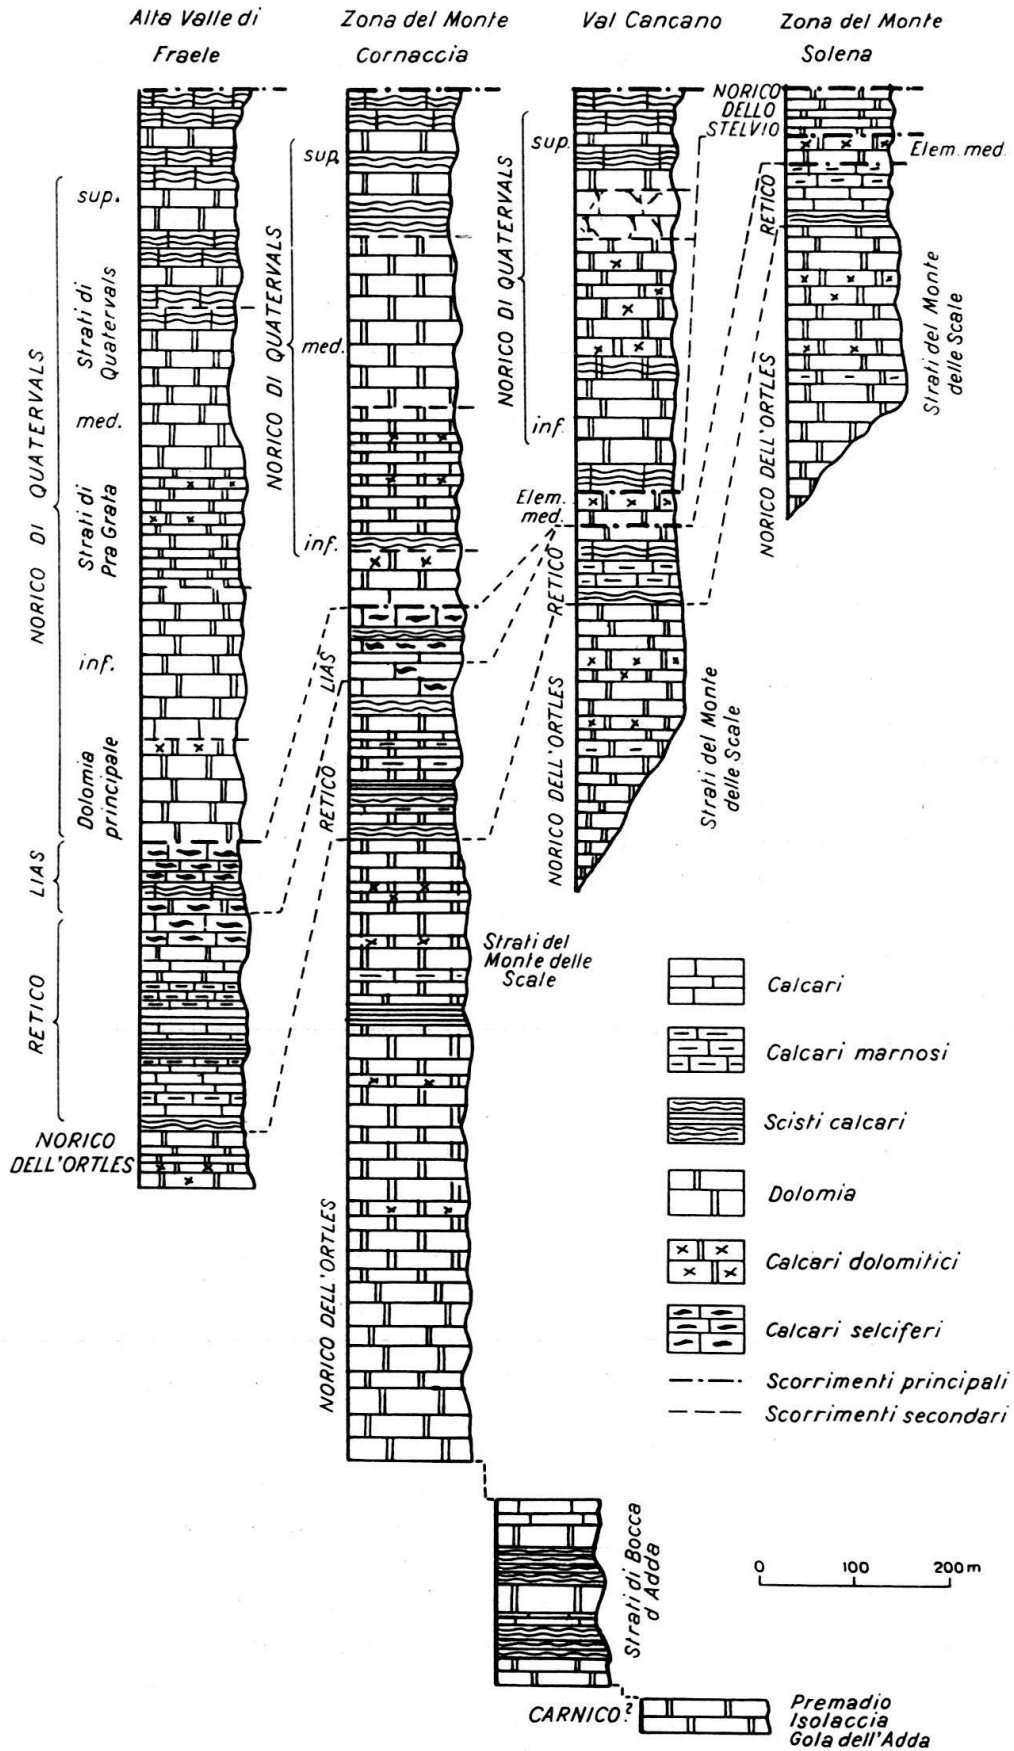 Alta Valle di
Fraele
Zona del Monte
Cornaccia
Val Cancano
Zona del Monte
Solena
sup.
Strati di
Quatervals
med.
Strati di
Pra Grata
inf.
Dolomia
principale
NORICO DI QUATERVALS
LIAS
RETICO
NORICO
DELL'ORTLES
sup.
med.
inf.
NORICO DI QUATERVALS
LIAS
RETICO
NORICO DELL'ORTLES
Strati del
Monte delle
Scale
sup.
inf.
NORICO DI QUATERVALS
Elem.
med.
RETICO
NORICO DELL'ORTLES
Strati del Monte
delle Scale
NORICO
DELLO
STELVIO
Elem. med.
RETICO
NORICO DELL'ORTLES
Strati del Monte
delle Scale
Calcari
Calcari marnosi
Scisti calcari
Dolomia
Calcari dolomitici
Calcari selciferi
Scorrimenti principali
Scorrimenti secondari
0 100 200 m
Strati di Bocca
d'Adda
CARNICO?
Premadio
Isolaccia
Gola dell'Adda